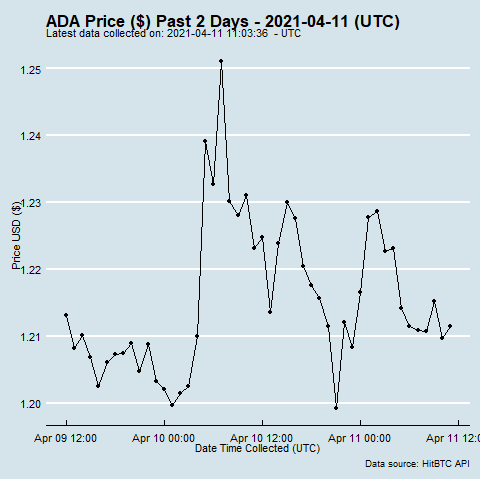 ADA Price ($) Past 2 Days - 2021-04-11 (UTC)
Latest data collected on: 2021-04-11 11:03:36  - UTC
1.25
1.24
1.23
Price USD ($)
1.22
1.21
1.20
Apr 09 12:00 Apr 10 00:00 Apr 10 12:00 Apr 11 00:00 Apr 11 12:
Date Time Collected (UTC)
Data source: HitBTC API